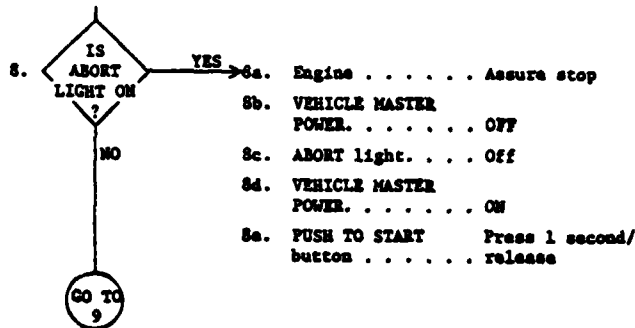 8.
IS
ABORT
LIGHT ON
?
YES
NO
GO TO
9
8a. Engine . . . . . . Assure stop
8b. VEHICLE MASTER
POWER. . . . . . . OFF
8c. ABORT light. . . . Off
8d. VEHICLE MASTER
POWER. . . . . . . ON
8e. PUSH TO START Press 1 second/
button . . . . . . release